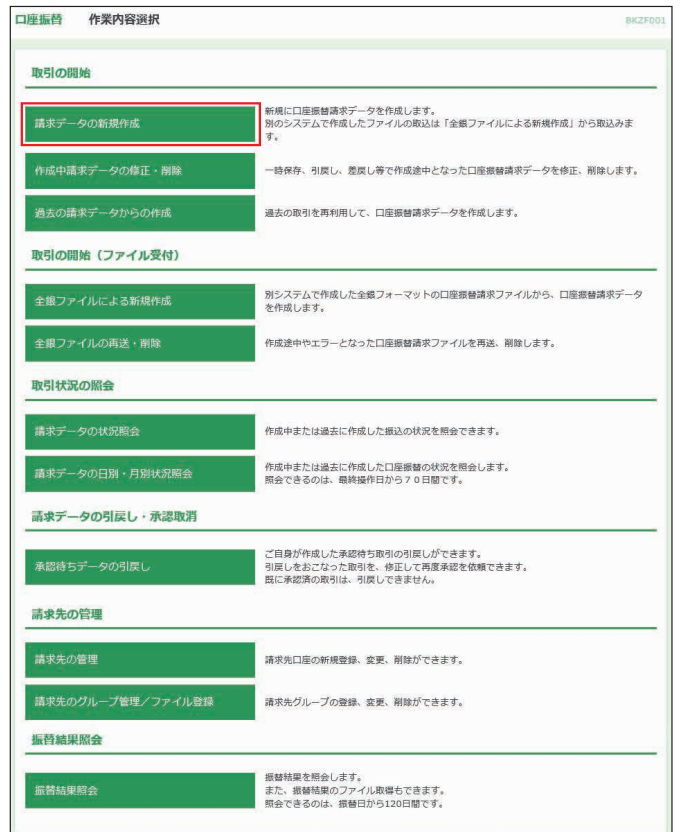 口座振替 作業内容選択 BKZF001
取引の開始
請求データの新規作成
新規に口座振替請求データを作成します。
別のシステムで作成したファイルの取込は「全銀ファイルによる新規作成」から取込みま
す。
作成中請求データの修正・削除
一時保存、引戻し、差戻し等で作成途中となった口座振替請求データを修正、削除します。
過去の請求データからの作成
過去の取引を再利用して、口座振替請求データを作成します。
取引の開始（ファイル受付）
全銀ファイルによる新規作成
別システムで作成した全銀フォーマットの口座振替請求ファイルから、口座振替請求データ
を作成します。
全銀ファイルの再送・削除
作成途中やエラーとなった口座振替請求ファイルを再送、削除します。
取引状況の照会
請求データの状況照会
作成中または過去に作成した振込の状況を照会できます。
請求データの日別・月別状況照会
作成中または過去に作成した口座振替の状況を照会します。
照会できるのは、最終操作日から７０日間です。
請求データの引戻し・承認取消
承認待ちデータの引戻し
ご自身が作成した承認待ち取引の引戻しができます。
引戻しをおこなった取引を、修正して再度承認を依頼できます。
既に承認済の取引は、引戻しできません。
請求先の管理
請求先の管理
請求先口座の新規登録、変更、削除ができます。
請求先のグループ管理／ファイル登録
請求先グループの登録、変更、削除ができます。
振替結果照会
振替結果照会
振替結果を照会します。
また、振替結果のファイル取得もできます。
照会できるのは、振替日から120日間です。